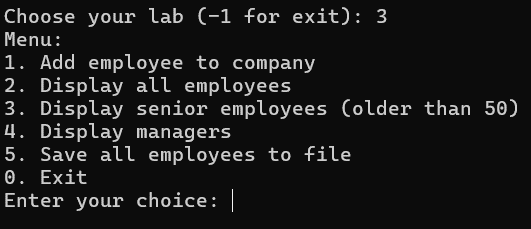 Choose your lab (-1 for exit): 3
Menu:
1. Add employee to company
2. Display all employees
3. Display senior employees (older than 50)
4. Display managers
5. Save all employees to file
0. Exit
Enter your choice: